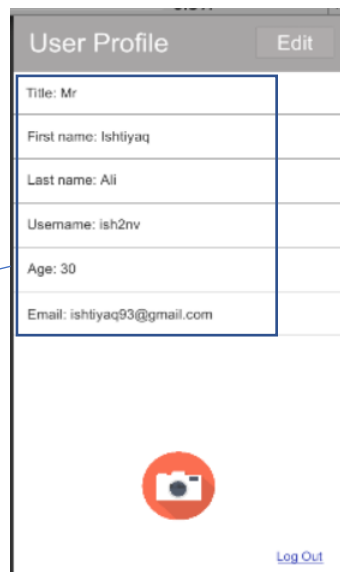 User Profile
Edit
Title: Mr
First name: Ishtiyaq
Last name: Ali
Username: ish2nv
Age: 30
Email: ishtiyaq93@gmail.com
Log Out